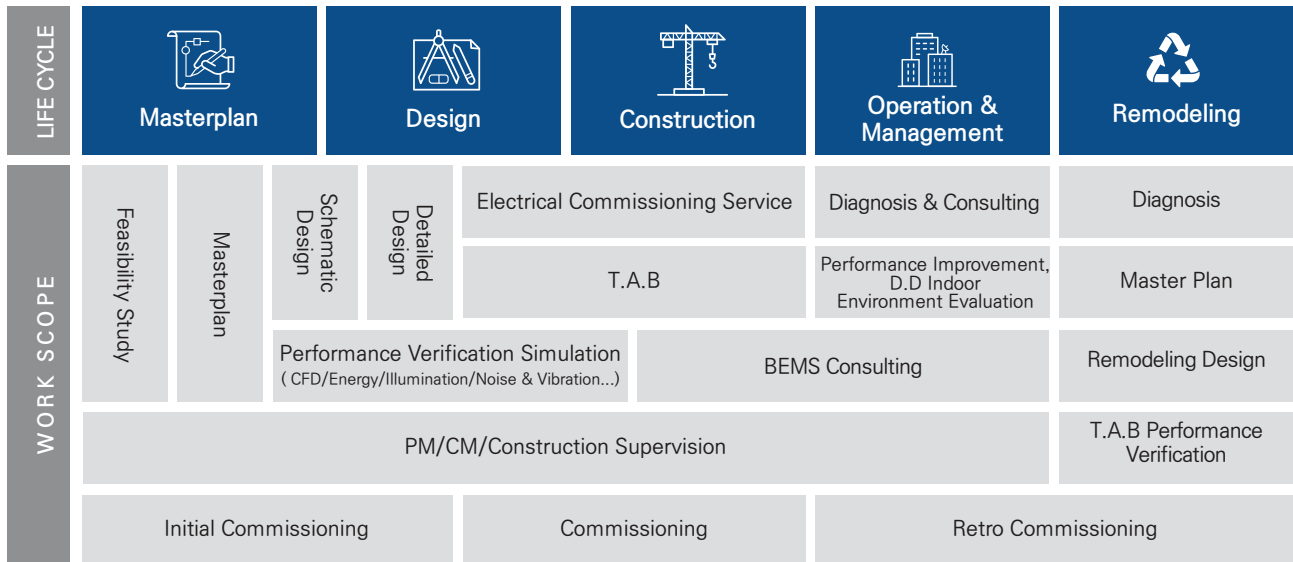 LIFE CYCLE
Masterplan
Design
Construction
Operation &
Management
Remodeling
WORK SCOPE
Feasibility Study
Masterplan
Schematic
Design
Detailed
Design
Electrical Commissioning Service
Diagnosis & Consulting
Diagnosis
T.A.B
Performance Improvement,
D.D Indoor
Environment Evaluation
Master Plan
Performance Verification Simulation
( CFD/Energy/Illumination/Noise & Vibration...)
BEMS Consulting
Remodeling Design
PM/CM/Construction Supervision
T.A.B Performance
Verification
Initial Commissioning
Commissioning
Retro Commissioning